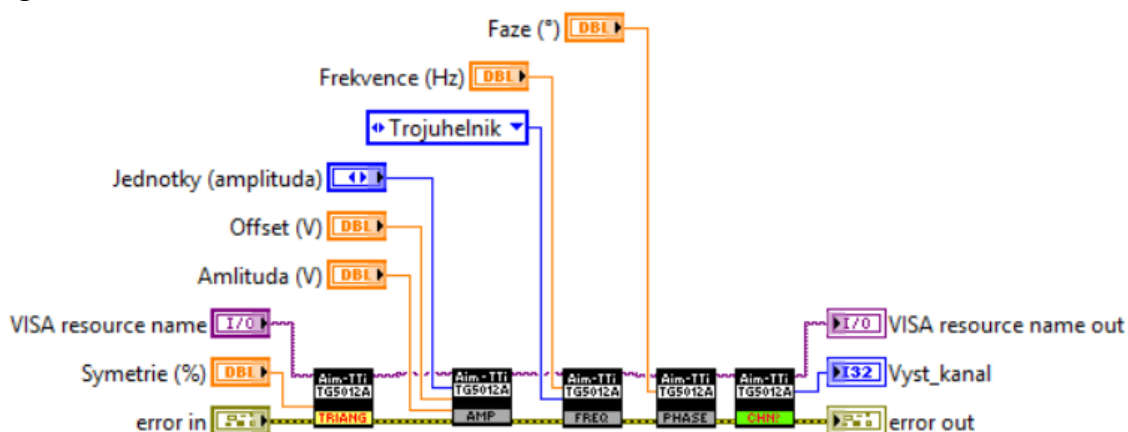 Faze (°) DBL
Frekvence (Hz) DBL
Trojuhelnik
Jednotky (amplituda)
Offset (V) DBL
Amlituda (V) DBL
VISA resource name I/O
I/O VISA resource name out
Symetrie (%) DBL
Aim-TTi TG5012A TRIANG
Aim-TTi TG5012A AMP
Aim-TTi TG5012A FREQ
Aim-TTi TG5012A PHASE
Aim-TTi TG5012A CHN?
I32 Vyst_kanal
error in
error out